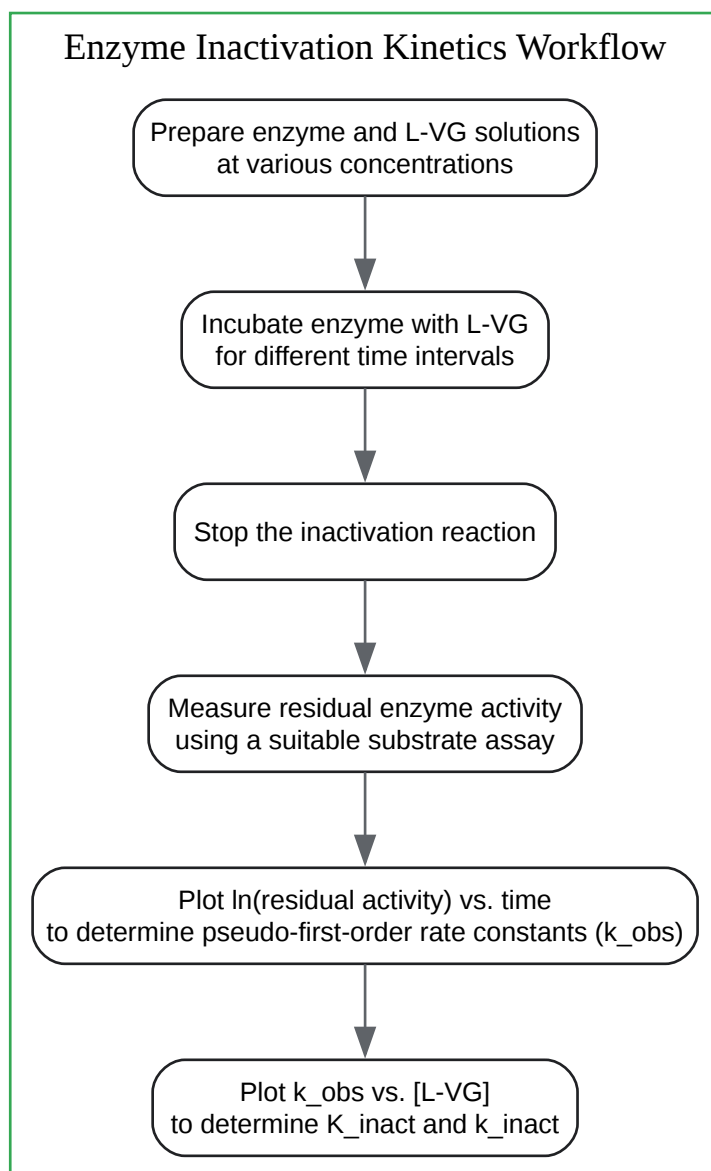 Enzyme Inactivation Kinetics Workflow
Prepare enzyme and L-VG solutions
at various concentrations
Incubate enzyme with L-VG
for different time intervals
Stop the inactivation reaction
Measure residual enzyme activity
using a suitable substrate assay
Plot ln(residual activity) vs. time
to determine pseudo-first-order rate constants (k_obs)
Plot k_obs vs. [L-VG]
to determine K_inact and k_inact